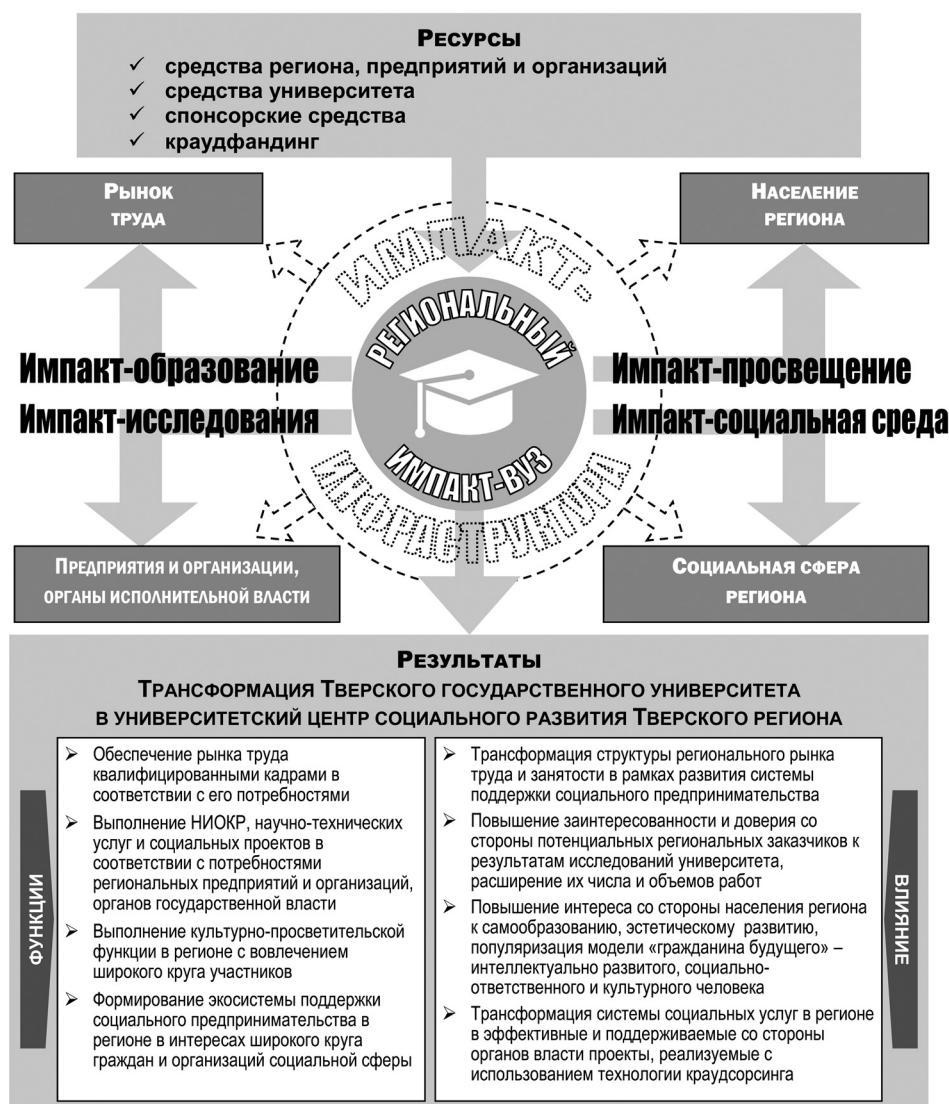 Ресурсы
✓ средства региона, предприятий и организаций
✓ средства университета
✓ спонсорские средства
✓ краудфандинг
Рынок
труда
Население
региона
ИМПАКТ-
РЕГИОНАЛЬНЫЙ
Импакт-образование
Импакт-просвещение
Импакт-исследования
Импакт-социальная среда
ИМПАКТ-ВУЗ
ИНФРАСТРУКТУРА
Предприятия и организации,
органы исполнительной власти
Социальная сфера
региона
Результаты
Трансформация Тверского государственного университета
в университетский центр социального развития Тверского региона
ФУНКЦИИ
➢ Обеспечение рынка труда
квалифицированными кадрами в
соответствии с его потребностями
➢ Выполнение НИОКР, научно-технических
услуг и социальных проектов в
соответствии с потребностями
региональных предприятий и организаций,
органов государственной власти
➢ Выполнение культурно-просветительской
функции в регионе с вовлечением
широкого круга участников
➢ Формирование экосистемы поддержки
социального предпринимательства в
регионе в интересах широкого круга
граждан и организаций социальной сферы
➢ Трансформация структуры регионального рынка
труда и занятости в рамках развития системы
поддержки социального предпринимательства
➢ Повышение заинтересованности и доверия со
стороны потенциальных региональных заказчиков к
результатам исследований университета,
расширение их числа и объемов работ
➢ Повышение интереса со стороны населения региона
к самообразованию, эстетическому развитию,
популяризация модели «гражданина будущего» –
интеллектуально развитого, социально-
ответственного и культурного человека
➢ Трансформация системы социальных услуг в регионе
в эффективные и поддерживаемые со стороны
органов власти проекты, реализуемые с
использованием технологии краудсорсинга
ВЛИЯНИЕ